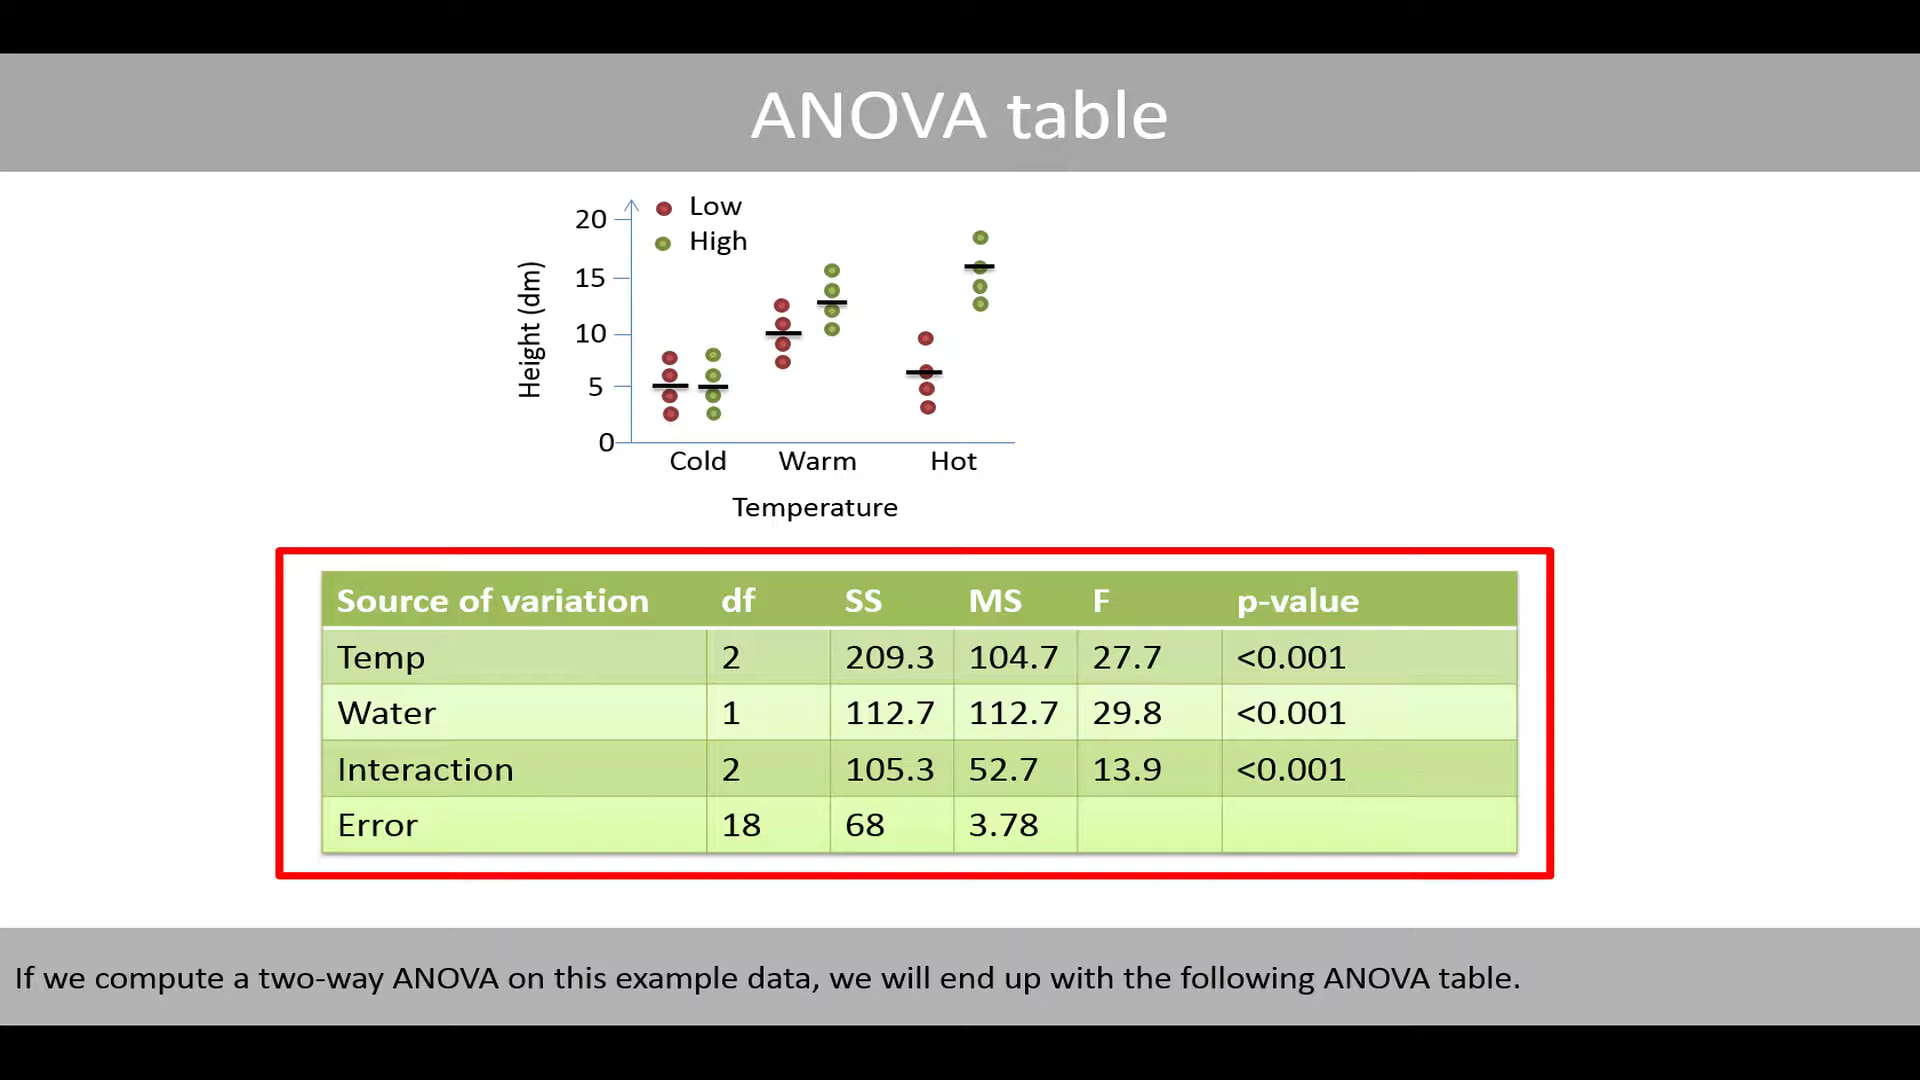 ANOVA table
Low
High
20
15
10
5
0
Height (dm)
Cold Warm Hot
Temperature
Source of variation df SS MS F p-value
Temp 2 209.3 104.7 27.7 <0.001
Water 1 112.7 112.7 29.8 <0.001
Interaction 2 105.3 52.7 13.9 <0.001
Error 18 68 3.78
If we compute a two-way ANOVA on this example data, we will end up with the following ANOVA table.